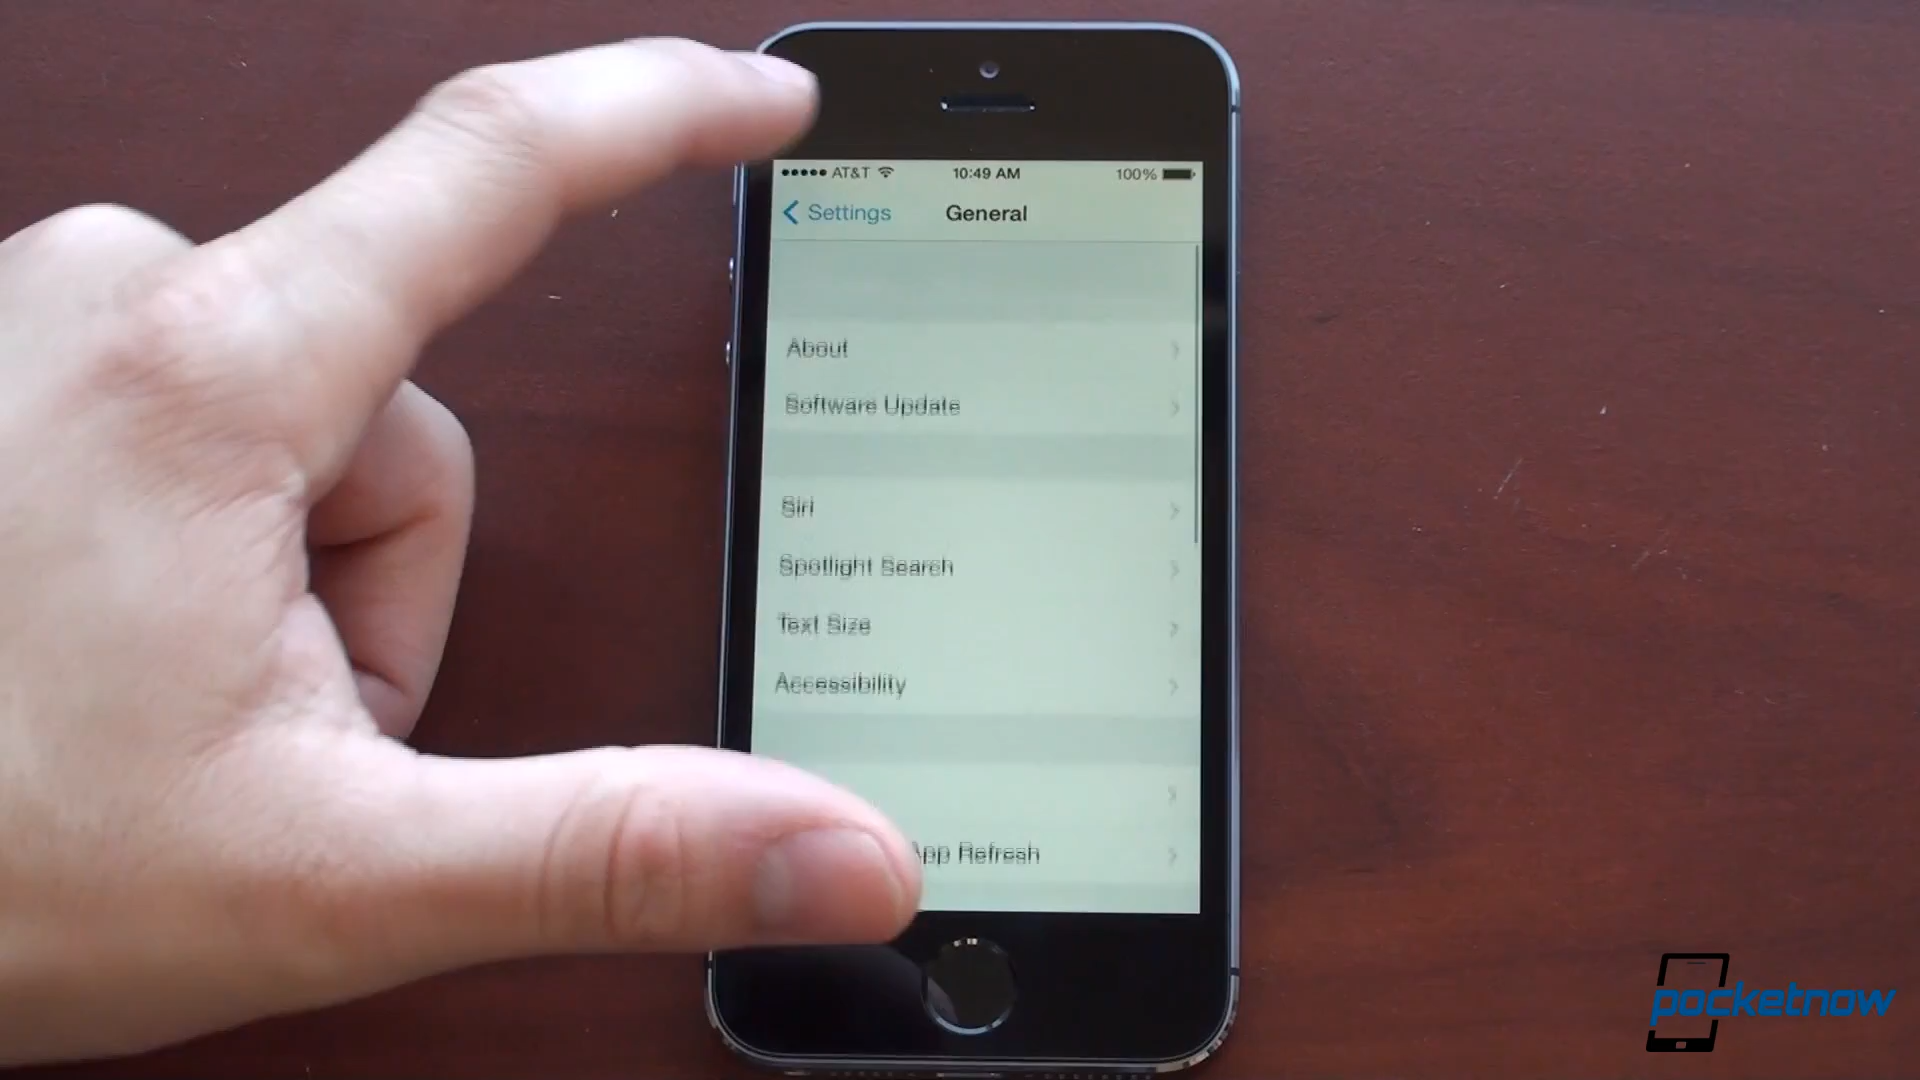 AT&T 10:49 AM 100%
Settings General
About
Software Update
Siri
Spotlight Search
Text Size
Accessibility
App Refresh
pocketnow